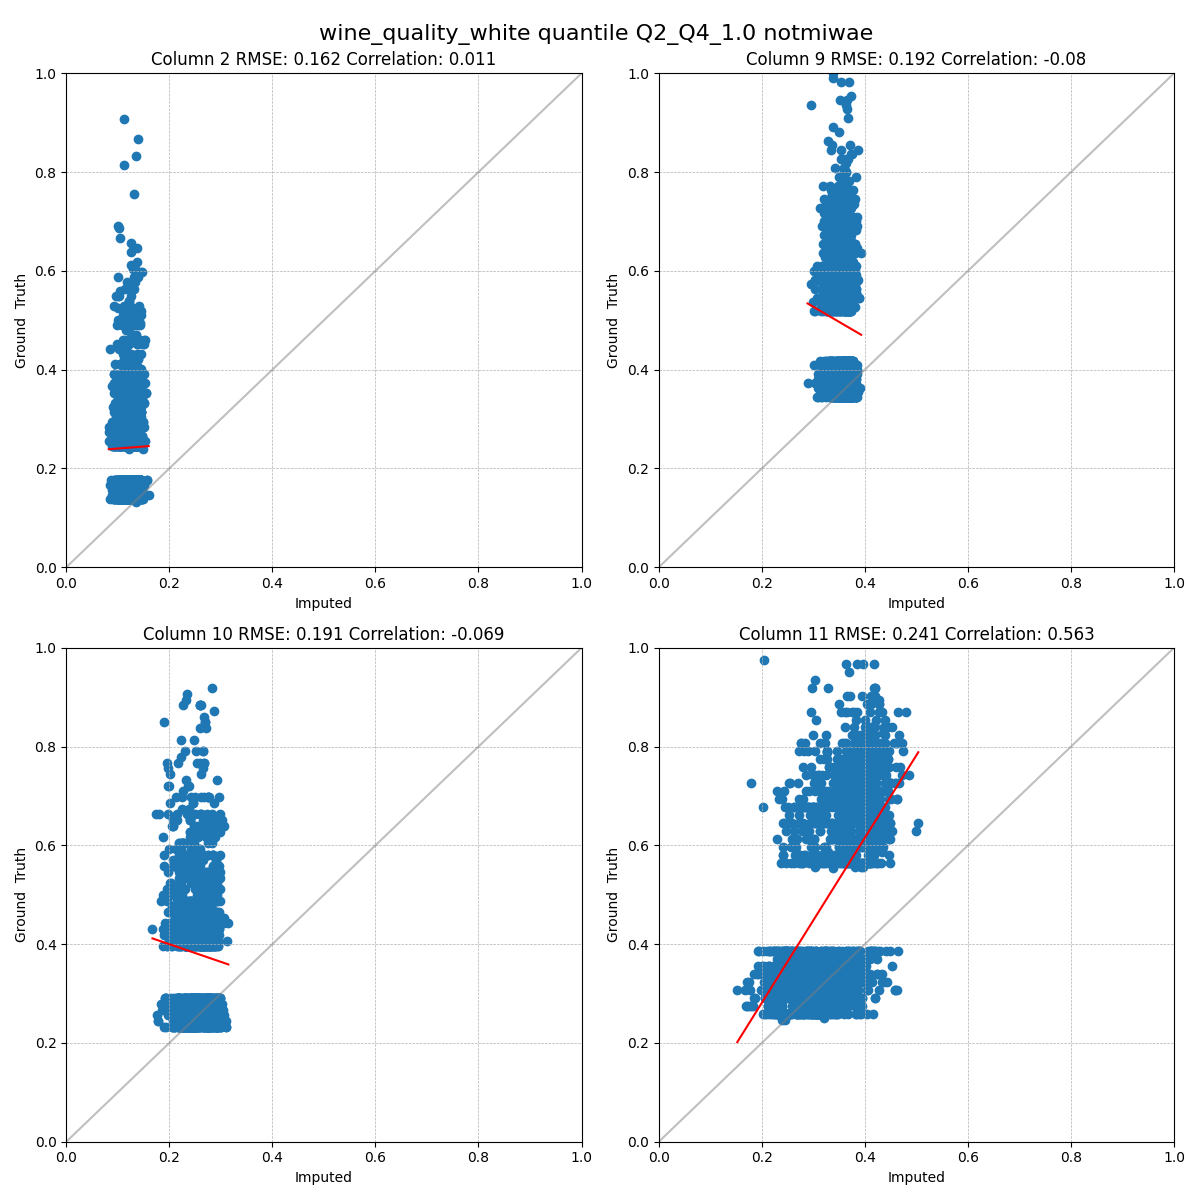 wine_quality_white quantile Q2_Q4_1.0 notmiwae
Column 2 RMSE: 0.162 Correlation: 0.011
1.0
0.8
0.6
0.4
0.2
0.0
Ground Truth
0.0 0.2 0.4 0.6 0.8 1.0
Imputed
Column 9 RMSE: 0.192 Correlation: -0.08
1.0
0.8
0.6
0.4
0.2
0.0
Ground Truth
0.0 0.2 0.4 0.6 0.8 1.0
Imputed
Column 10 RMSE: 0.191 Correlation: -0.069
1.0
0.8
0.6
0.4
0.2
0.0
Ground Truth
0.0 0.2 0.4 0.6 0.8 1.0
Imputed
Column 11 RMSE: 0.241 Correlation: 0.563
1.0
0.8
0.6
0.4
0.2
0.0
Ground Truth
0.0 0.2 0.4 0.6 0.8 1.0
Imputed